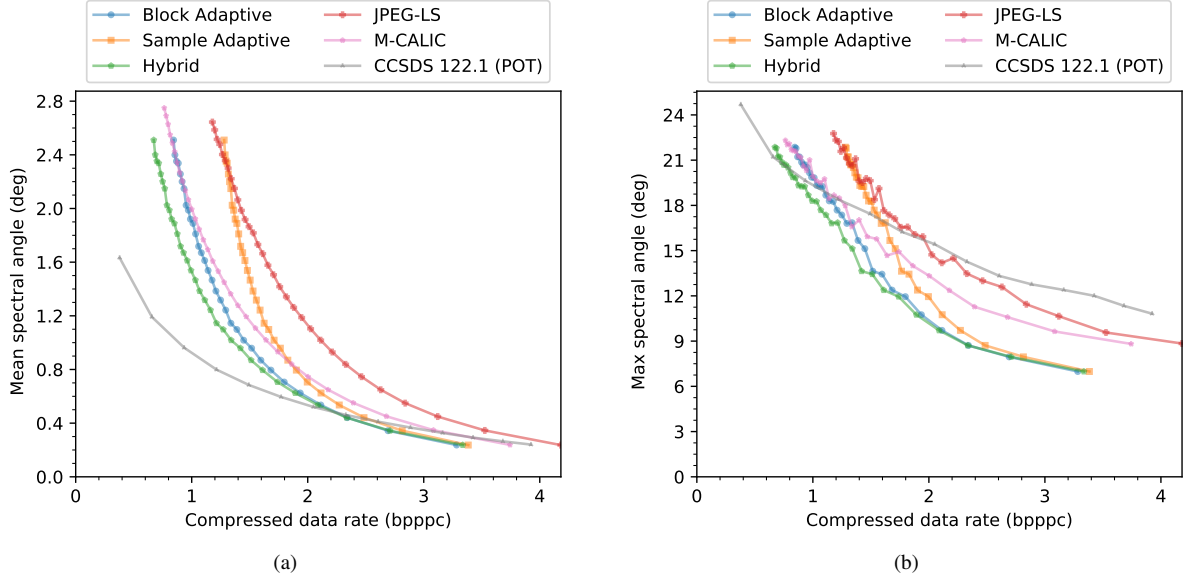 Block Adaptive
Sample Adaptive
Hybrid
JPEG-LS
M-CALIC
CCSDS 122.1 (POT)
2.8
2.4
2.0
1.6
1.2
0.8
0.4
0.0
Mean spectral angle (deg)
0
1
2
3
4
Compressed data rate (bpppc)
(a)
Block Adaptive
Sample Adaptive
Hybrid
JPEG-LS
M-CALIC
CCSDS 122.1 (POT)
24
21
18
15
12
9
6
3
0
Max spectral angle (deg)
0
1
2
3
4
Compressed data rate (bpppc)
(b)